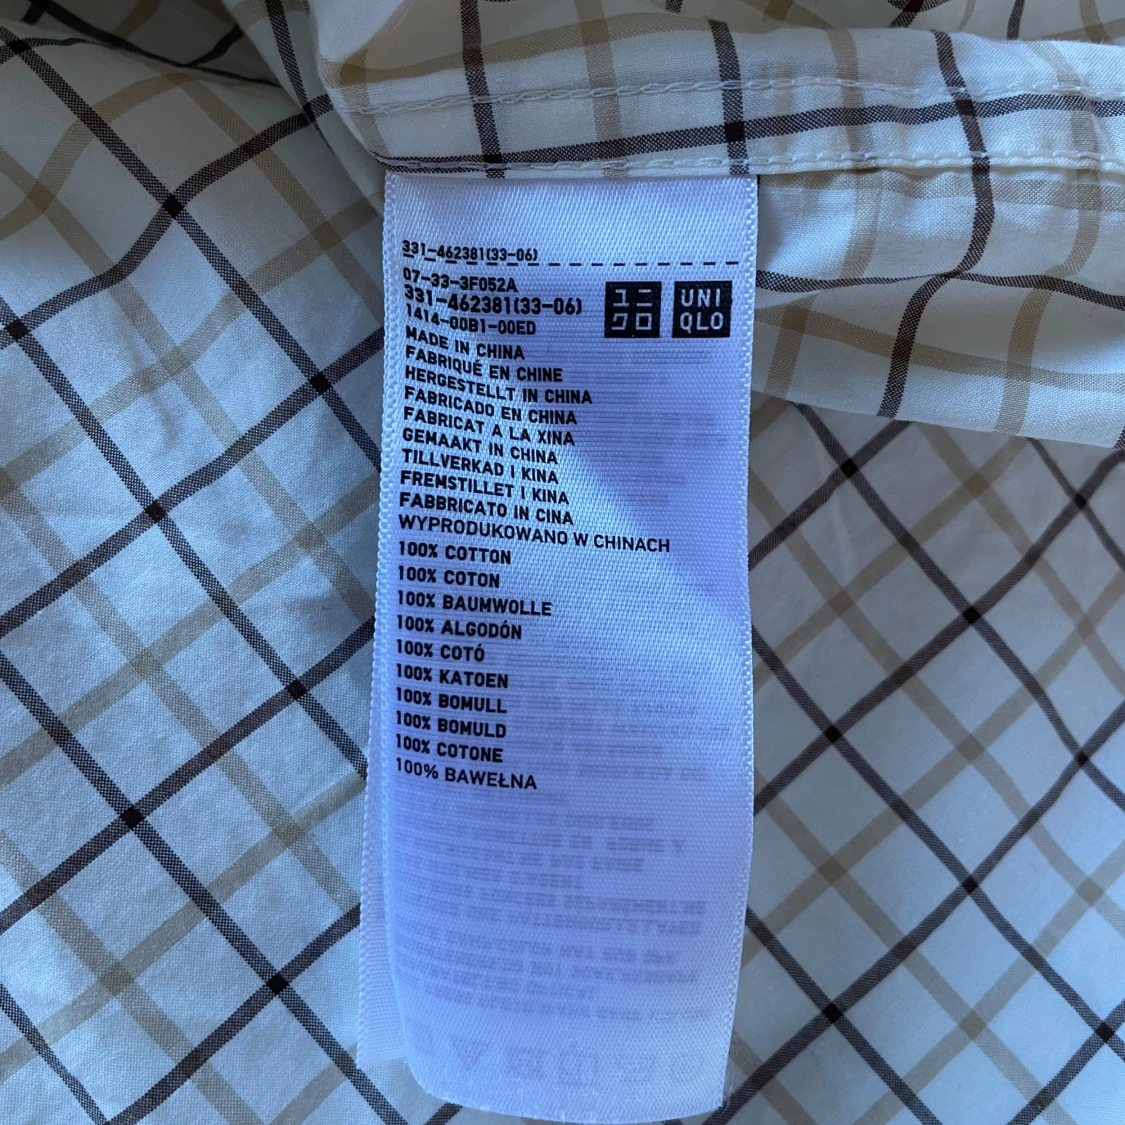 331-462381(33-06)
07-33-3F052A
331-462381(33-06)
1414-00B1-00ED
ユニ
クロ
UNI
QLO
MADE IN CHINA
FABRIQUÉ EN CHINE
HERGESTELLT IN CHINA
FABRICADO EN CHINA
FABRICAT A LA XINA
GEMAAKT IN CHINA
TILLVERKAD I KINA
FREMSTILLET I KINA
FABBRICATO IN CINA
WYPRODUKOWANO W CHINACH
100% COTTON
100% COTON
100% BAUMWOLLE
100% ALGODÓN
100% COTÓ
100% KATOEN
100% BOMULL
100% BOMULD
100% COTONE
100% BAWEŁNA